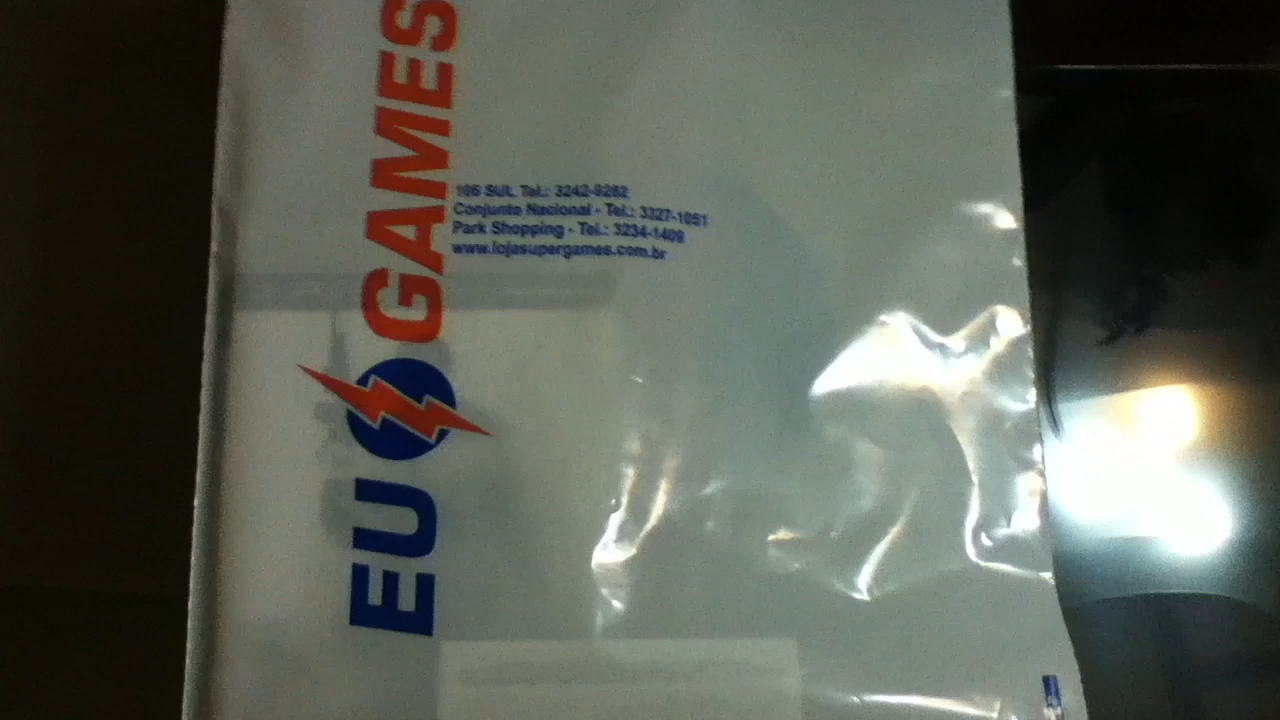 EU GAMES
106 SUL Tel.: 3242-9282
Conjunto Nacional - Tel.: 3327-1051
Park Shopping - Tel.: 3234-1409
www.lojasupergames.com.br